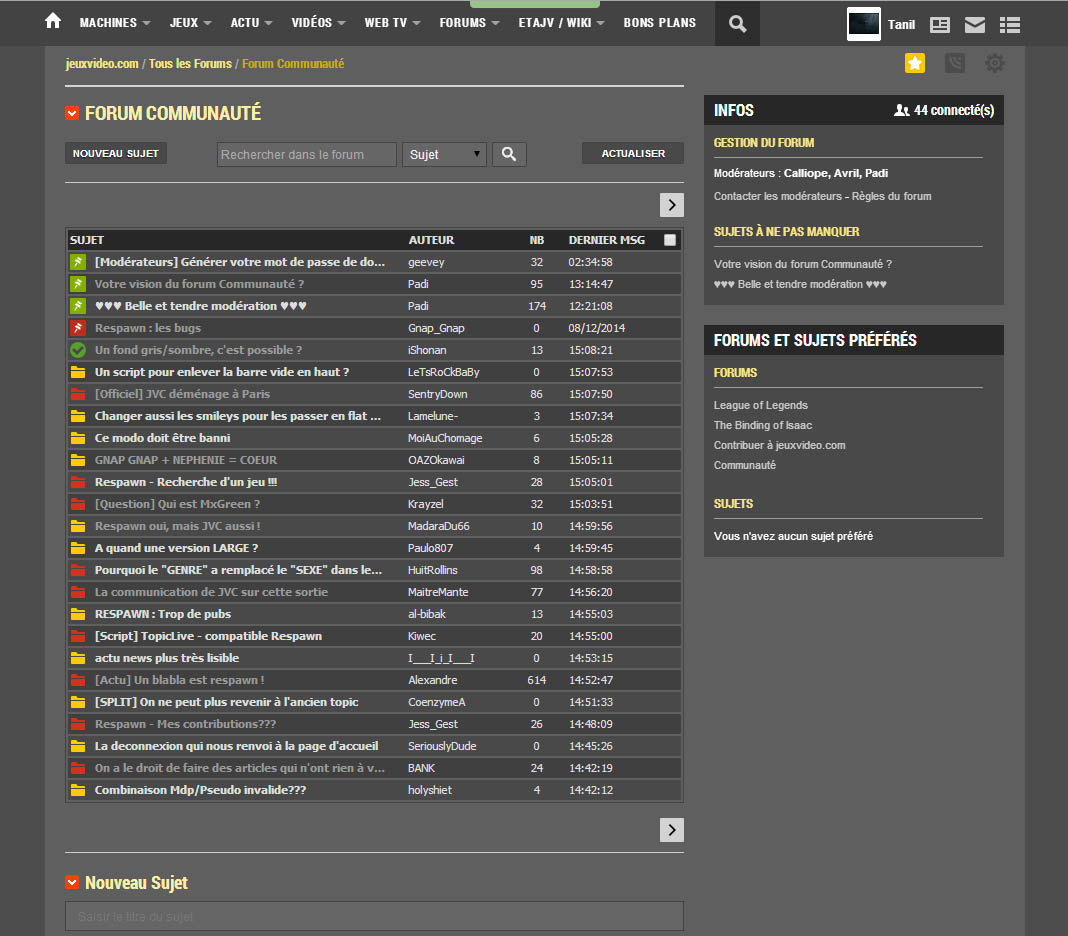 MACHINES JEUX ACTU VIDÉOS WEB TV FORUMS ETAJV / WIKI BONS PLANS Tanil
jeuxvideo.com / Tous les Forums / Forum Communauté
FORUM COMMUNAUTÉ
NOUVEAU SUJET Rechercher dans le forum Sujet ACTUALISER
SUJET AUTEUR NB DERNIER MSG
[Modérateurs] Générer votre mot de passe de do... geevey 32 02:34:58
Votre vision du forum Communauté ? Padi 95 13:14:47
♥♥♥ Belle et tendre modération ♥♥♥ Padi 174 12:21:08
Respawn : les bugs Gnap_Gnap 0 08/12/2014
Un fond gris/sombre, c'est possible ? iShonan 13 15:08:21
Un script pour enlever la barre vide en haut ? LeTsRoCkBaBy 0 15:07:53
[Officiel] JVC déménage à Paris SentryDown 86 15:07:50
Changer aussi les smileys pour les passer en flat ... Lamelune- 3 15:07:34
Ce modo doit être banni MoiAuChomage 6 15:05:28
GNAP GNAP + NEPHENIE = COEUR OAZOkawai 8 15:05:11
Respawn - Recherche d'un jeu !!! Jess_Gest 28 15:05:01
[Question] Qui est MxGreen ? Krayzel 32 15:03:51
Respawn oui, mais JVC aussi ! MadaraDu66 10 14:59:56
A quand une version LARGE ? Paulo807 4 14:59:45
Pourquoi le "GENRE" a remplacé le "SEXE" dans le... HuitRollins 98 14:58:58
La communication de JVC sur cette sortie MaitreMante 77 14:56:20
RESPAWN : Trop de pubs al-bibak 13 14:55:03
[Script] TopicLive - compatible Respawn Kiwec 20 14:55:00
actu news plus très lisible I___I_i_I___I 0 14:53:15
[Actu] Un blabla est respawn ! Alexandre 614 14:52:47
[SPLIT] On ne peut plus revenir à l'ancien topic CoenzymeA 0 14:51:33
Respawn - Mes contributions??? Jess_Gest 26 14:48:09
La deconnexion qui nous renvoi à la page d'accueil SeriouslyDude 0 14:45:26
On a le droit de faire des articles qui n'ont rien à v... BANK 24 14:42:19
Combinaison Mdp/Pseudo invalide??? holyshiet 4 14:42:12
Nouveau Sujet
Saisir le titre du sujet
INFOS 44 connecté(s)
GESTION DU FORUM
Modérateurs : Calliope, Avril, Padi
Contacter les modérateurs - Règles du forum
SUJETS À NE PAS MANQUER
Votre vision du forum Communauté ?
♥♥♥ Belle et tendre modération ♥♥♥
FORUMS ET SUJETS PRÉFÉRÉS
FORUMS
League of Legends
The Binding of Isaac
Contribuer à jeuxvideo.com
Communauté
SUJETS
Vous n'avez aucun sujet préféré